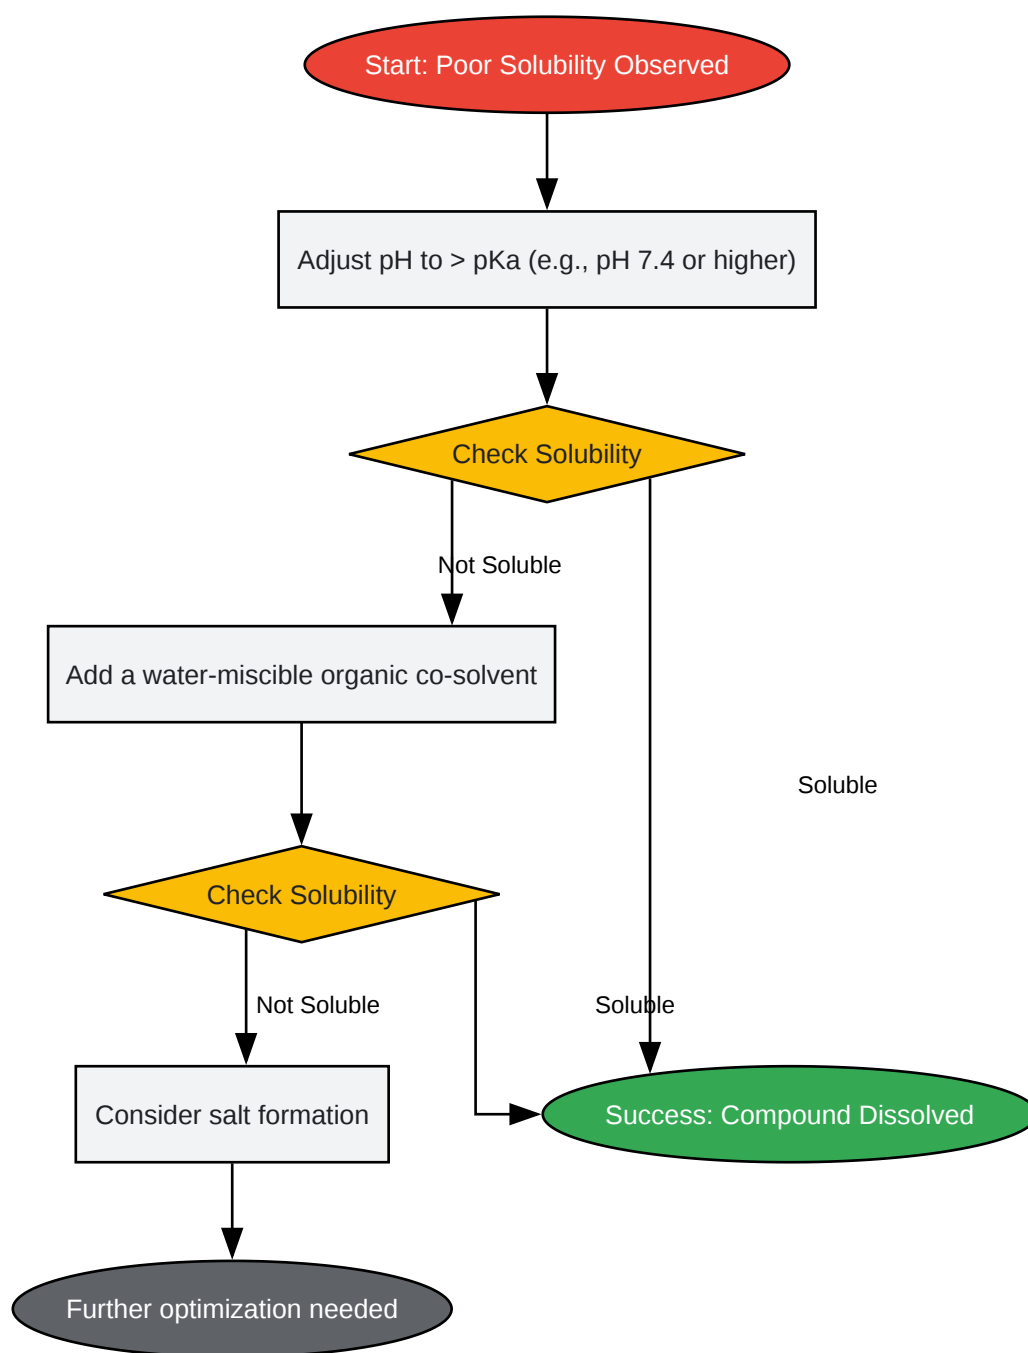 Start: Poor Solubility Observed
Adjust pH to > pKa (e.g., pH 7.4 or higher)
Check Solubility
Not Soluble
Add a water-miscible organic co-solvent
Soluble
Check Solubility
Not Soluble
Soluble
Consider salt formation
Success: Compound Dissolved
Further optimization needed